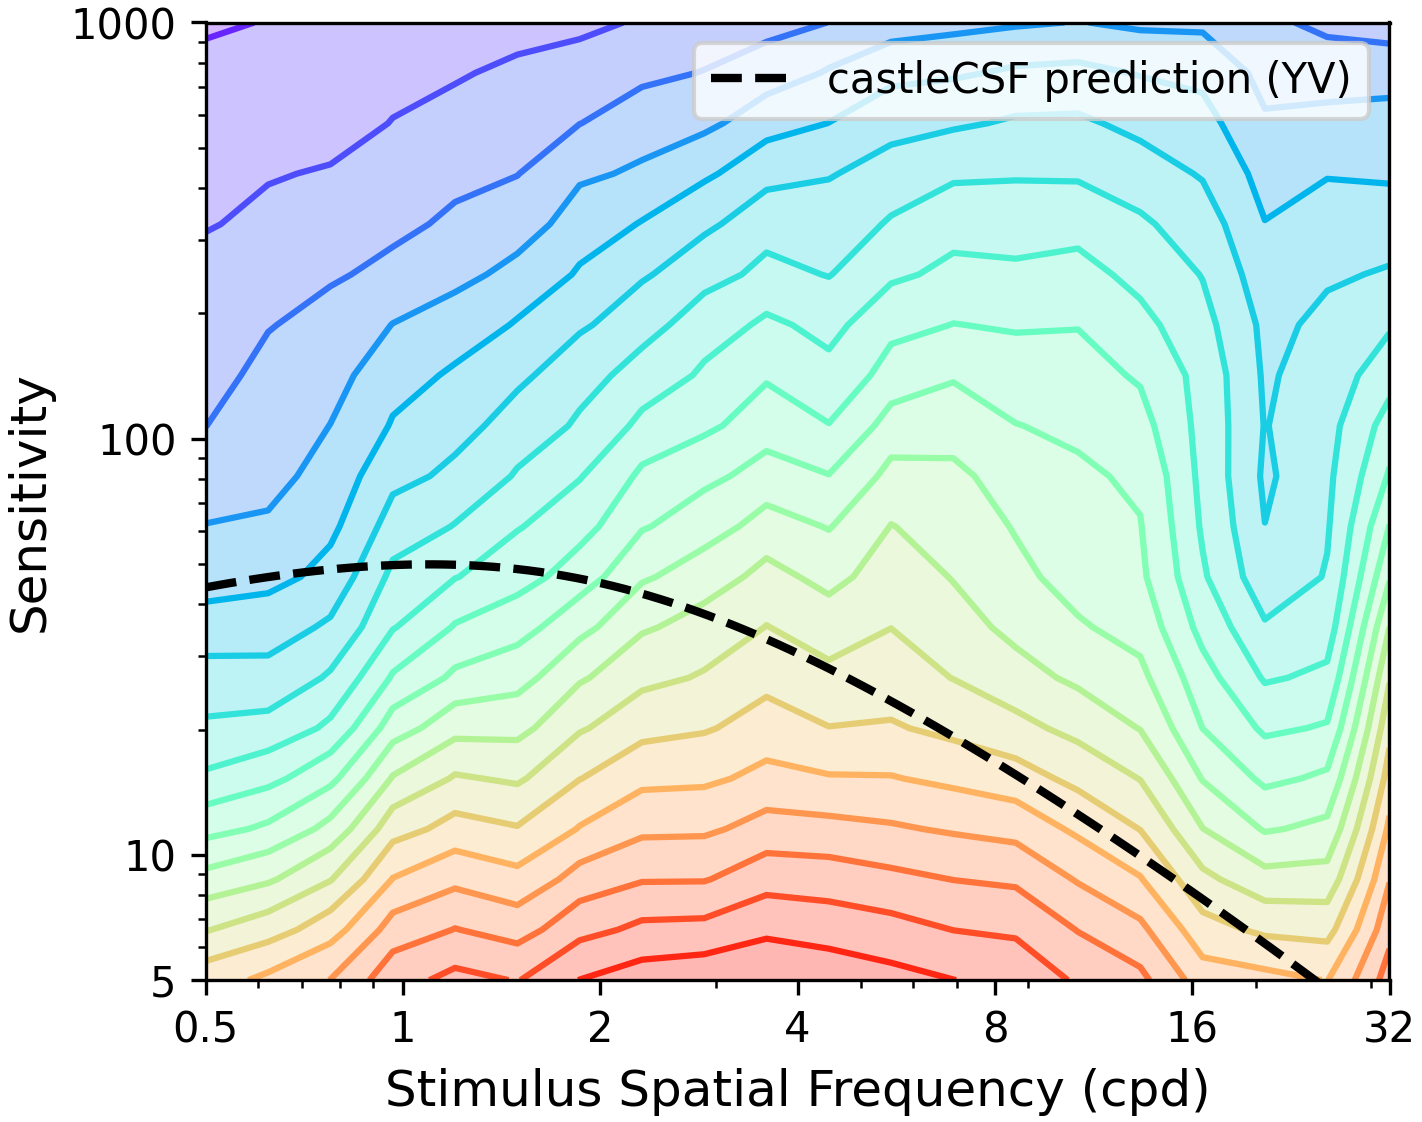 1000
castleCSF prediction (YV)
Sensitivity
100
10
5
0.5 1 2 4 8 16 32
Stimulus Spatial Frequency (cpd)